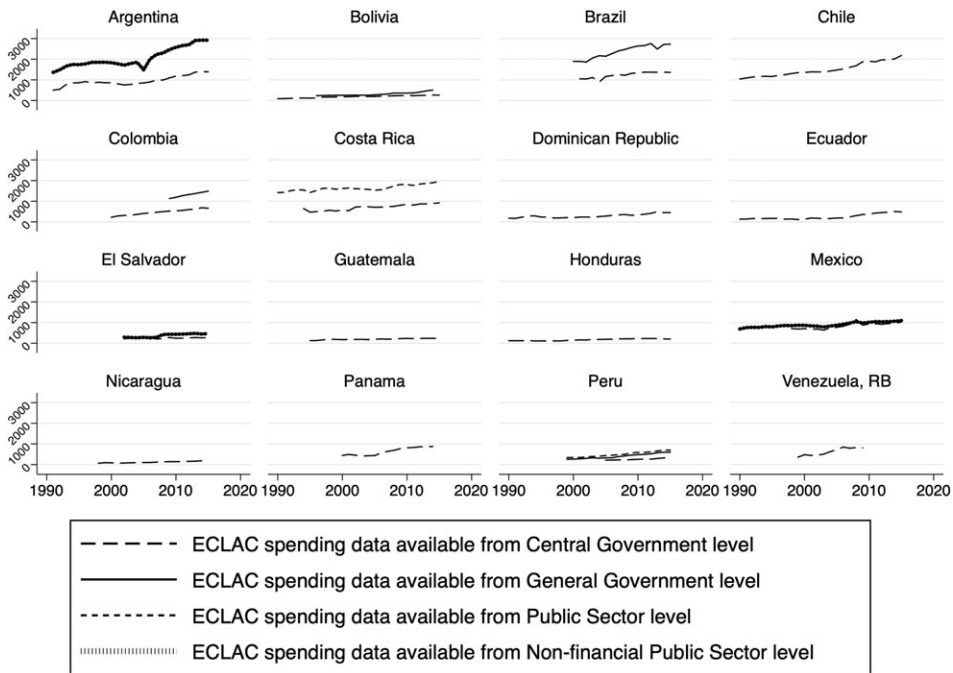 Argentina Bolivia Brazil Chile
3000
2000
1000
0
Colombia Costa Rica Dominican Republic Ecuador
3000
2000
1000
0
El Salvador Guatemala Honduras Mexico
3000
2000
1000
0
Nicaragua Panama Peru Venezuela, RB
3000
2000
1000
0
1990 2000 2010 2020 1990 2000 2010 2020 1990 2000 2010 2020 1990 2000 2010 2020
ECLAC spending data available from Central Government level
ECLAC spending data available from General Government level
ECLAC spending data available from Public Sector level
ECLAC spending data available from Non-financial Public Sector level